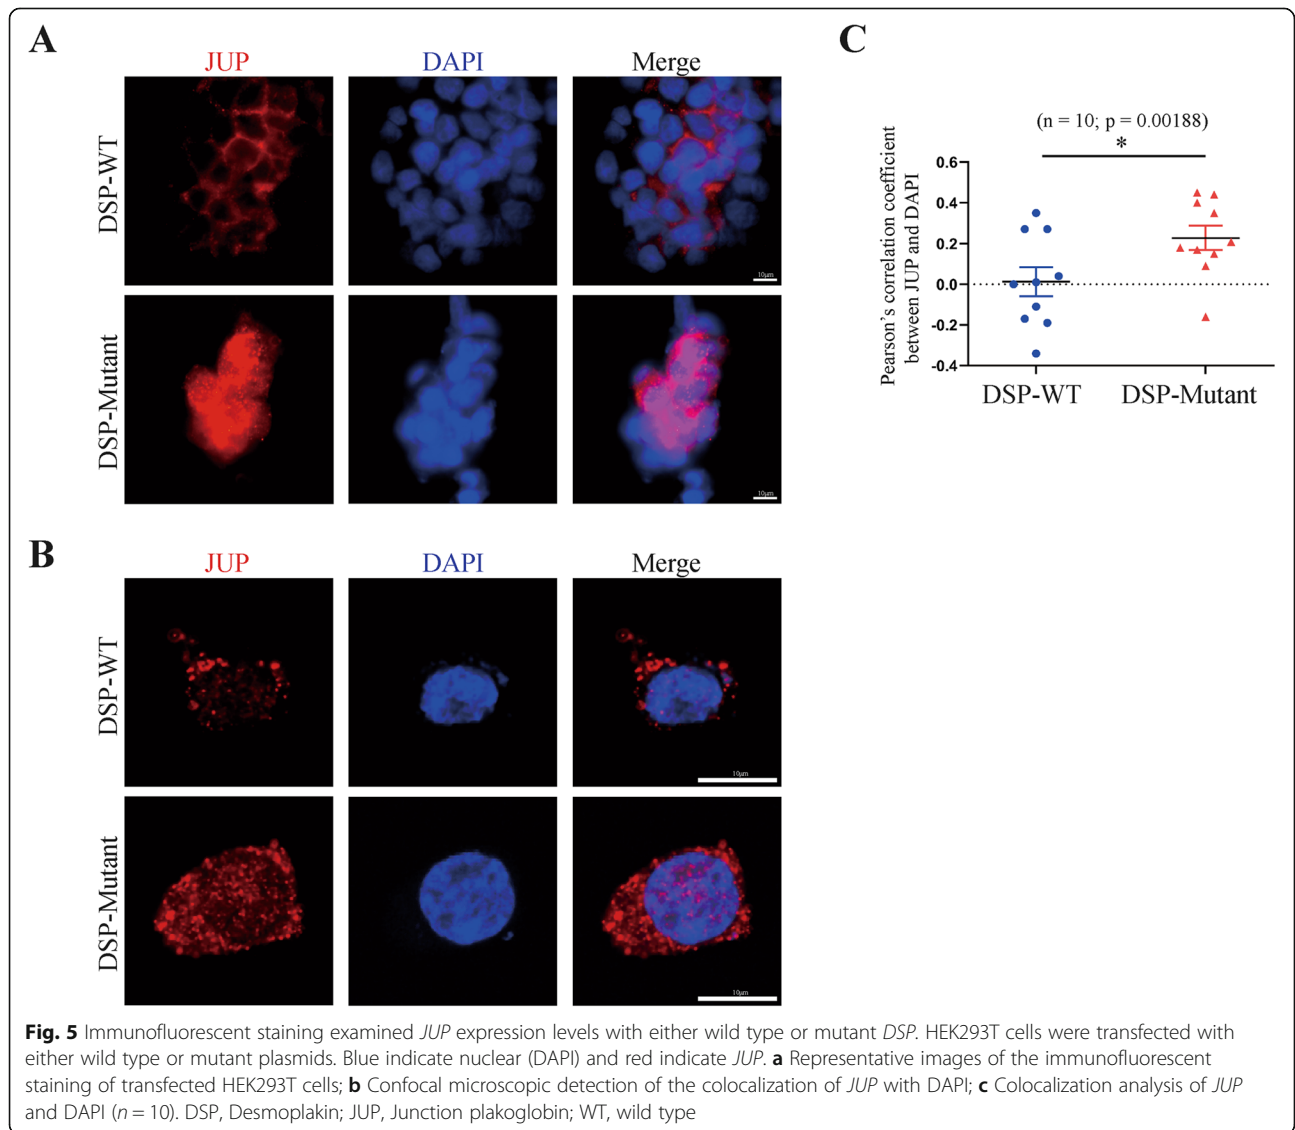 A
JUP DAPI Merge
DSP-WT
10μm
DSP-Mutant
10μm
B
JUP DAPI Merge
DSP-WT
10μm
DSP-Mutant
10μm
C
(n = 10; p = 0.00188)
*
Pearson's correlation coefficient
between JUP and DAPI
0.6
0.4
0.2
0.0
-0.2
-0.4
DSP-WT DSP-Mutant
Fig. 5 Immunofluorescent staining examined JUP expression levels with either wild type or mutant DSP. HEK293T cells were transfected with
either wild type or mutant plasmids. Blue indicate nuclear (DAPI) and red indicate JUP. a Representative images of the immunofluorescent
staining of transfected HEK293T cells; b Confocal microscopic detection of the colocalization of JUP with DAPI; c Colocalization analysis of JUP
and DAPI (n = 10). DSP, Desmoplakin; JUP, Junction plakoglobin; WT, wild type